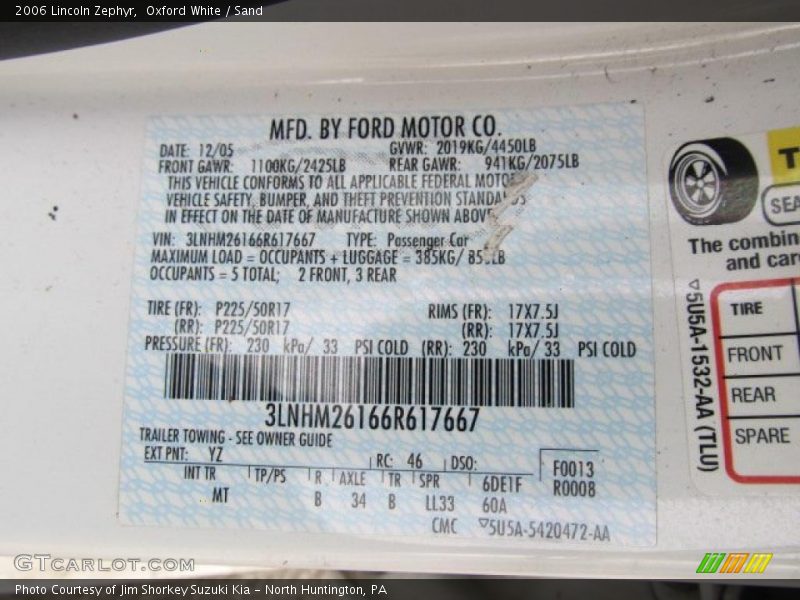 2006 Lincoln Zephyr, Oxford White / Sand
MFD. BY FORD MOTOR CO.
DATE: 12/05 GVWR: 2019KG/4450LB
FRONT GAWR: 1100KG/2425LB REAR GAWR: 941KG/2075LB
THIS VEHICLE CONFORMS TO ALL APPLICABLE FEDERAL
VEHICLE SAFETY, BUMPER, AND THEFT PREVENTION
IN EFFECT ON THE DATE OF MANUFACTURE SHOWN ABOVE
VIN: 3LNHM26166R617667 TYPE: Passenger Car
MAXIMUM LOAD = OCCUPANTS + LUGGAGE = 385KG/
OCCUPANTS = 5 TOTAL; 2 FRONT, 3 REAR
TIRE (FR): P225/50R17 RIMS (FR): 17X7.5J
(RR): P225/50R17 (RR): 17X7.5J
PRESSURE (FR): 230 kPa/ 33 PSI COLD (RR): 230 kPa/ 33 PSI COLD
3LNHM26166R617667
TRAILER TOWING - SEE OWNER GUIDE
EXT PNT: YZ RC: 46 DSO: F0013
INT TR TP/PS R AXLE TR SPR 6DE1F R0008
MT B 34 B LL33 60A
CMC ▽5U5A-5420472-AA
The combin
and car
▽5U5A-1532-AA (TLU)
TIRE
FRONT
REAR
SPARE
GTCarLot.com
Photo Courtesy of Jim Shorkey Suzuki Kia - North Huntington, PA